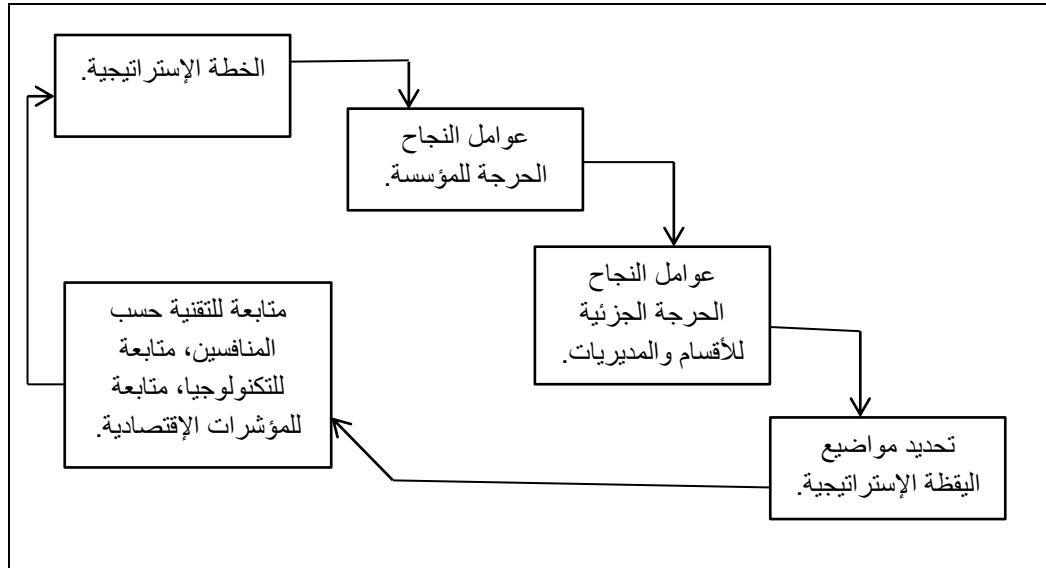 الخطة الإستراتيجية.
عوامل النجاح
الحرجة للمؤسسة.
عوامل النجاح
الحرجة الجزئية
للأقسام والمديريات.
تحديد مواضيع
اليقظة الإستراتيجية.
متابعة للتقنية حسب
المنافسين، متابعة
للتكنولوجيا، متابعة
للمؤشرات الإقتصادية.